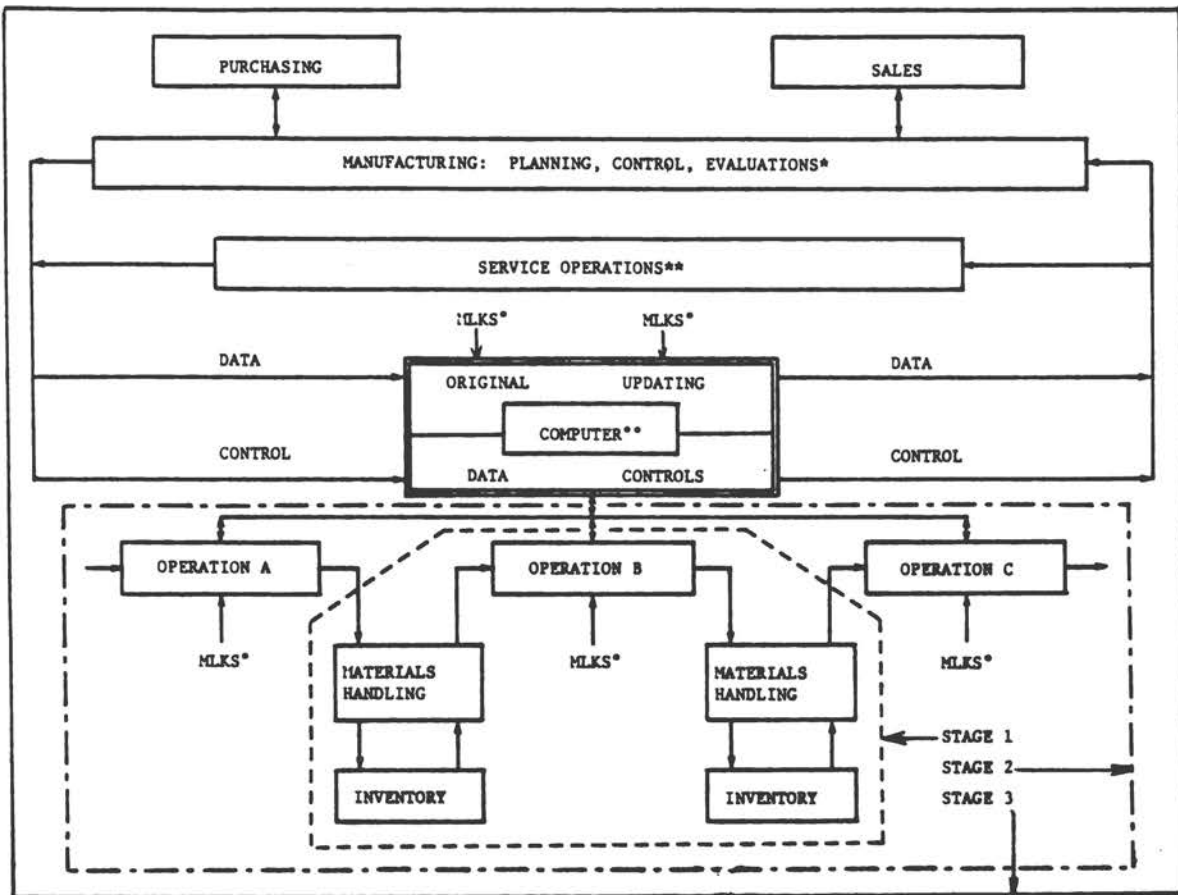 PURCHASING
SALES
MANUFACTURING: PLANNING, CONTROL, EVALUATIONS*
SERVICE OPERATIONS**
MLKS°
MLKS°
DATA
DATA
ORIGINAL
UPDATING
COMPUTER°°
CONTROL
CONTROL
DATA
CONTROLS
OPERATION A
OPERATION B
OPERATION C
MLKS°
MLKS°
MLKS°
MATERIALS
HANDLING
MATERIALS
HANDLING
STAGE 1
STAGE 2
STAGE 3
INVENTORY
INVENTORY